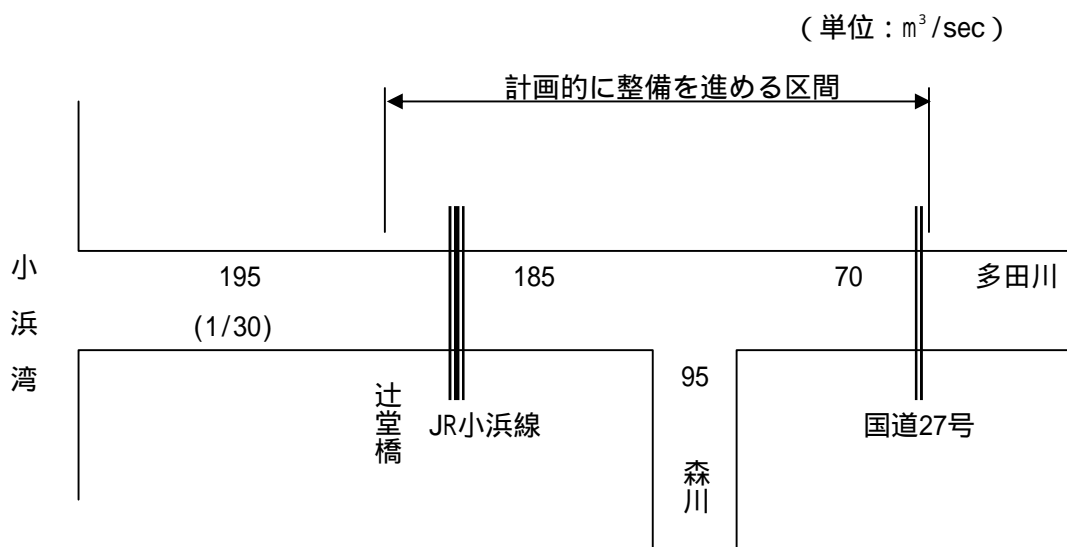 (単位：m³/sec)
計画的に整備を進める区間
小浜湾
195
185
70
多田川
(1/30)
辻堂橋
JR小浜線
95
国道27号
森川